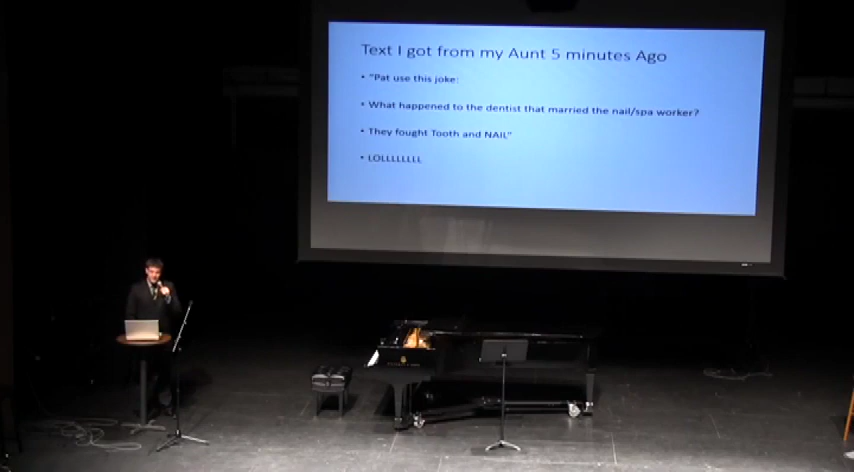 Text I got from my Aunt 5 minutes Ago
• "Pat use this joke:
• What happened to the dentist that married the nail/spa worker?
• They fought Tooth and NAIL"
• LOLLLLLLLL